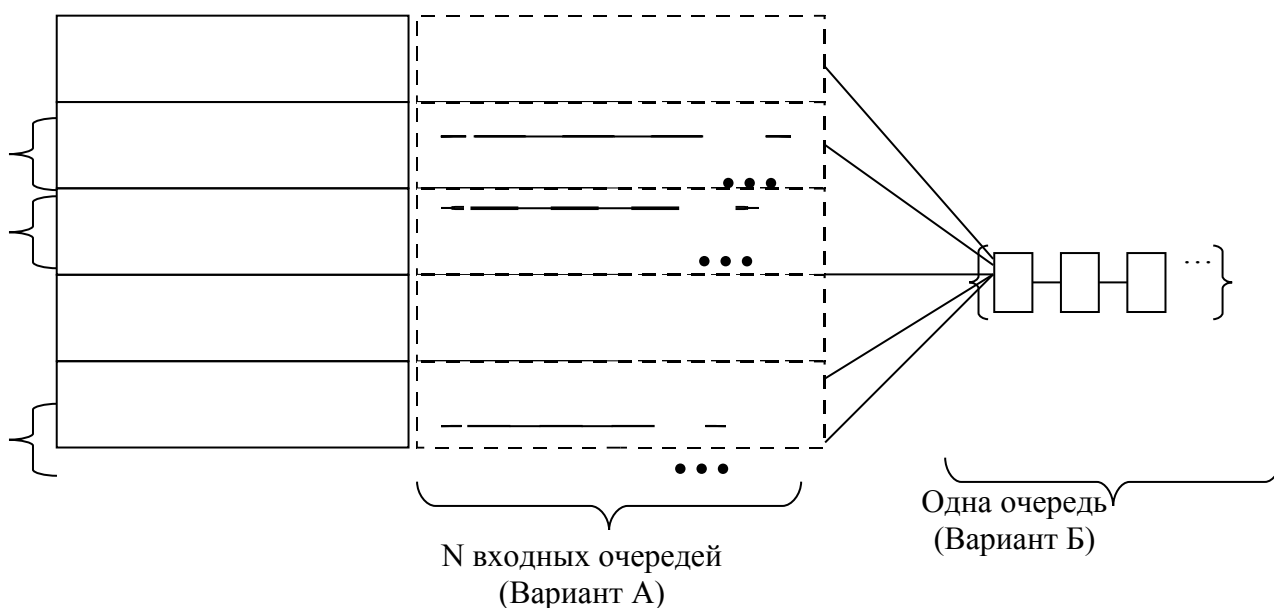 N входных очередей
(Вариант А)
Одна очередь
(Вариант Б)